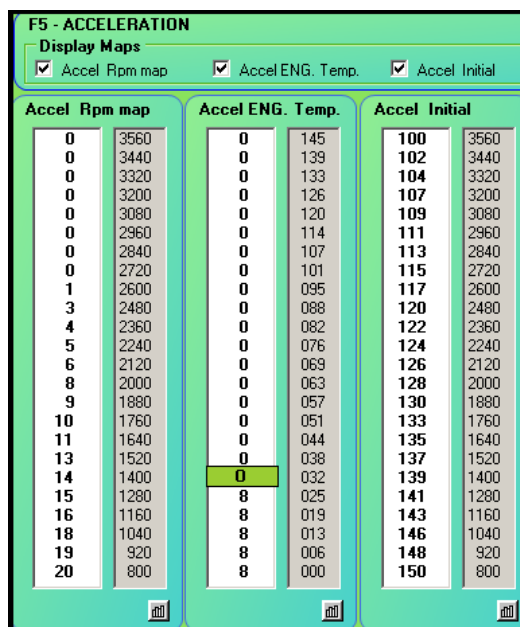 F5 - ACCELERATION
Display Maps
Accel Rpm map Accel ENG. Temp. Accel Initial
Accel Rpm map Accel ENG. Temp. Accel Initial
0 3560 0 145 100 3560
0 3440 0 139 102 3440
0 3320 0 133 104 3320
0 3200 0 126 107 3200
0 3080 0 120 109 3080
0 2960 0 114 111 2960
0 2840 0 107 113 2840
0 2720 0 101 115 2720
1 2600 0 095 117 2600
3 2480 0 088 120 2480
4 2360 0 082 122 2360
5 2240 0 076 124 2240
6 2120 0 069 126 2120
8 2000 0 063 128 2000
9 1880 0 057 130 1880
10 1760 0 051 133 1760
11 1640 0 044 135 1640
13 1520 0 038 137 1520
14 1400 0 032 139 1400
15 1280 8 025 141 1280
16 1160 8 019 143 1160
18 1040 8 013 146 1040
19 920 8 006 148 920
20 800 8 000 150 800